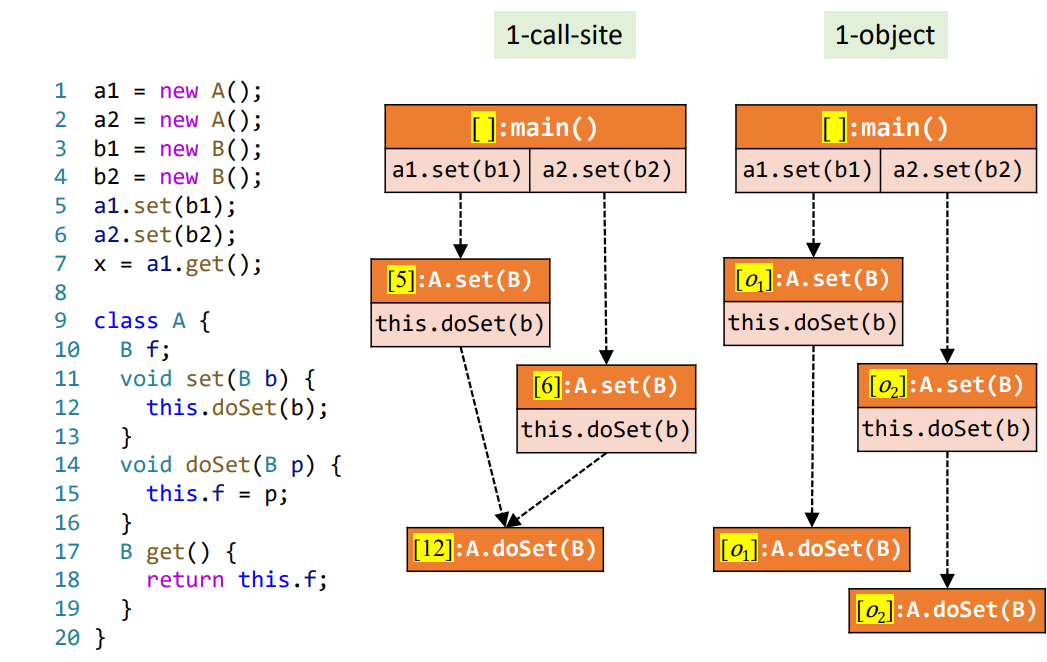 1-call-site
1-object
1 a1 = new A();
2 a2 = new A();
3 b1 = new B();
4 b2 = new B();
5 a1.set(b1);
6 a2.set(b2);
7 x = a1.get();
8
9 class A {
10 B f;
11 void set(B b) {
12 this.doSet(b);
13 }
14 void doSet(B p) {
15 this.f = p;
16 }
17 B get() {
18 return this.f;
19 }
20 }
[ ]:main()
a1.set(b1)
a2.set(b2)
[5]:A.set(B)
this.doSet(b)
[6]:A.set(B)
this.doSet(b)
[12]:A.doSet(B)
[ ]:main()
a1.set(b1)
a2.set(b2)
[o1]:A.set(B)
this.doSet(b)
[o2]:A.set(B)
this.doSet(b)
[o1]:A.doSet(B)
[o2]:A.doSet(B)